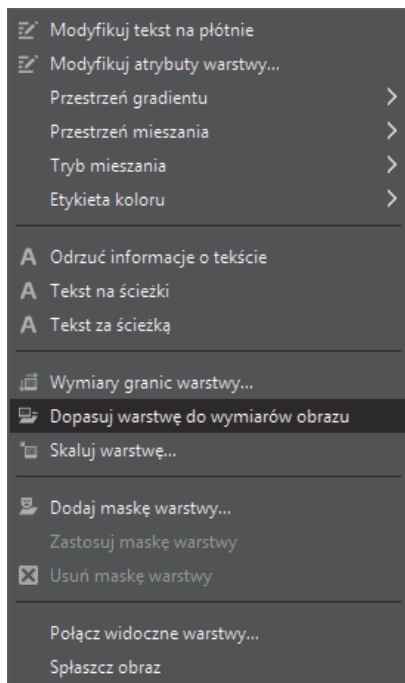 Modyfikuj tekst na płótnie
Modyfikuj atrybuty warstwy...
Przestrzeń gradientu
Przestrzeń mieszania
Tryb mieszania
Etykieta koloru
Odrzuć informacje o tekście
Tekst na ścieżki
Tekst za ścieżką
Wymiary granic warstwy...
Dopasuj warstwę do wymiarów obrazu
Skaluj warstwę...
Dodaj maskę warstwy...
Zastosuj maskę warstwy
Usuń maskę warstwy
Połącz widoczne warstwy...
Spłaszcz obraz